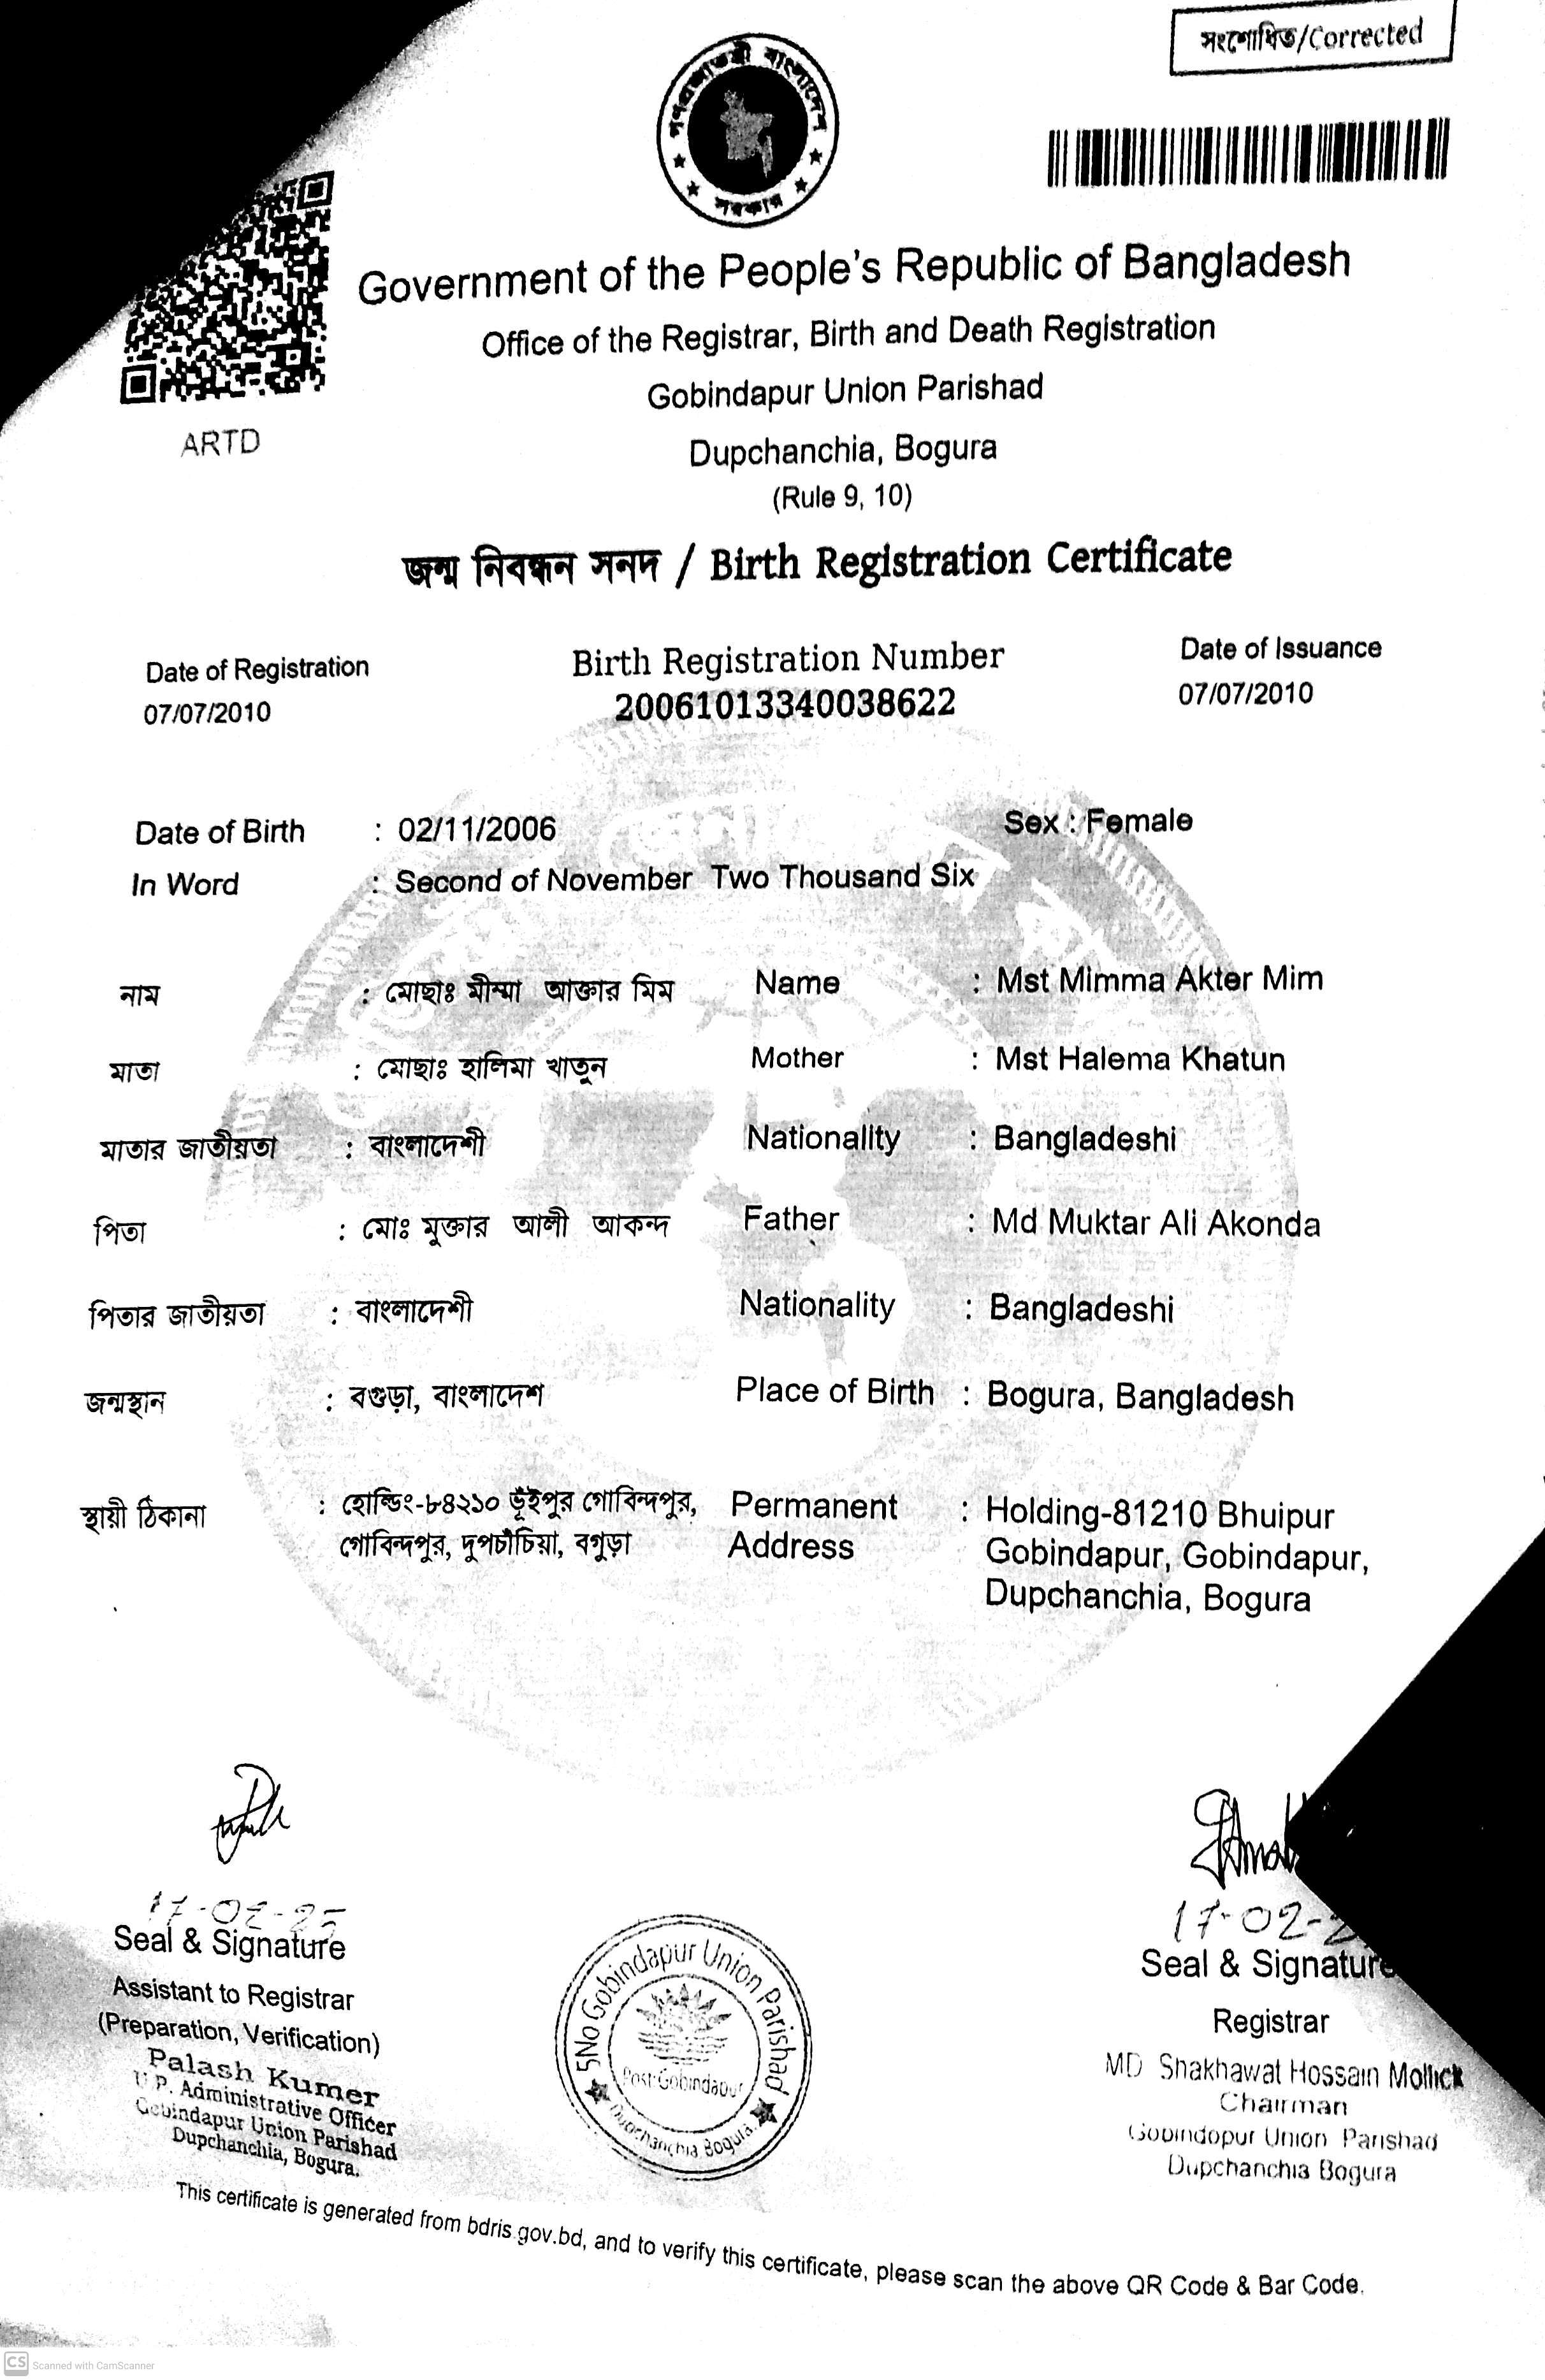 সংশোধিত/Corrected
গণপ্রজাতন্ত্রী বাংলাদেশ
সরকার
ARTD
Government of the People's Republic of Bangladesh
Office of the Registrar, Birth and Death Registration
Gobindapur Union Parishad
Dupchanchia, Bogura
(Rule 9, 10)
জন্ম নিবন্ধন সনদ / Birth Registration Certificate
Date of Registration Birth Registration Number Date of Issuance
07/07/2010 20061013340038622 07/07/2010
Date of Birth : 02/11/2006 Sex : Female
In Word : Second of November Two Thousand Six
নাম : মোছাঃ মীম্মা আক্তার মিম Name : Mst Mimma Akter Mim
মাতা : মোছাঃ হালিমা খাতুন Mother : Mst Halema Khatun
মাতার জাতীয়তা : বাংলাদেশী Nationality : Bangladeshi
পিতা : মোঃ মুক্তার আলী আকন্দ Father : Md Muktar Ali Akonda
পিতার জাতীয়তা : বাংলাদেশী Nationality : Bangladeshi
জন্মস্থান : বগুড়া, বাংলাদেশ Place of Birth : Bogura, Bangladesh
স্থায়ী ঠিকানা : হোল্ডিং-৮৪২১০ ভূঁইপুর গোবিন্দপুর, Permanent : Holding-81210 Bhuipur
গোবিন্দপুর, দুপচাঁচিয়া, বগুড়া Address Gobindapur, Gobindapur,
Dupchanchia, Bogura
17-02-25 17-02-2
Seal & Signature Seal & Signature
Assistant to Registrar Registrar
(Preparation, Verification)
Palash Kumer
U.P. Administrative Officer
Gobindapur Union Parishad
Dupchanchia, Bogura.
5No Gobindapur Union Parishad
Post:Gobindapur
Dupchanchia Bogura.
MD Shakhawat Hossain Mollick
Chairman
Gobindopur Union Parishad
Dupchanchia Bogura
This certificate is generated from bdris.gov.bd, and to verify this certificate, please scan the above QR Code & Bar Code.
CS Scanned with CamScanner